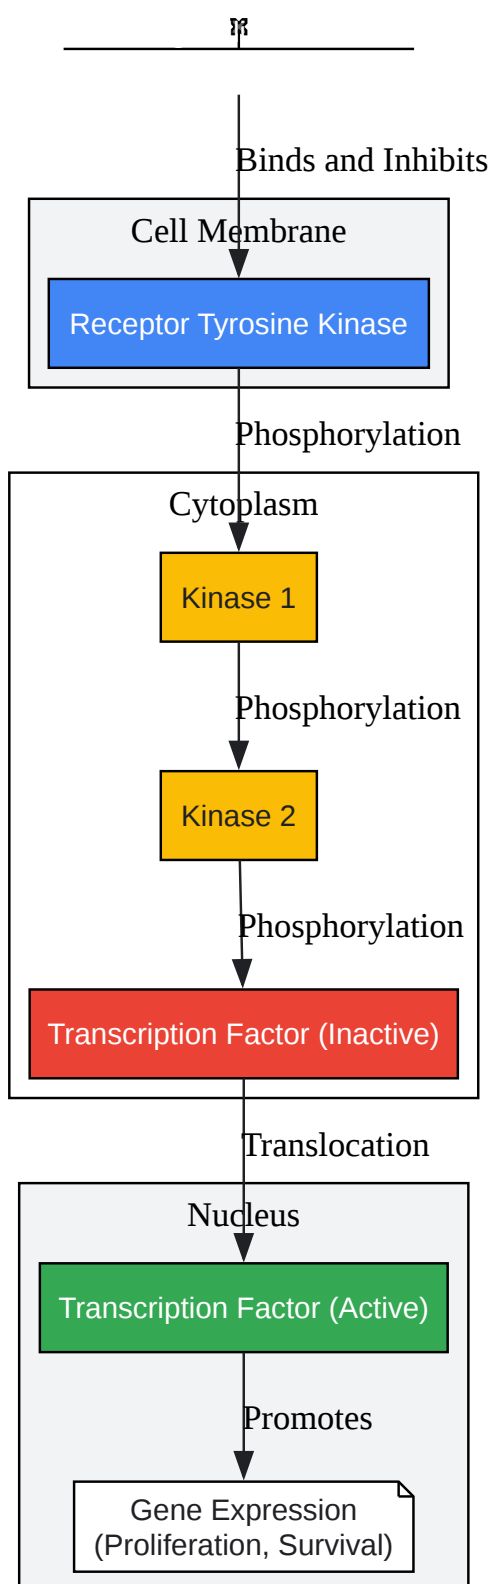 Binds and Inhibits
Cell Membrane
Receptor Tyrosine Kinase
Phosphorylation
Cytoplasm
Kinase 1
Phosphorylation
Kinase 2
Phosphorylation
Transcription Factor (Inactive)
Translocation
Nucleus
Transcription Factor (Active)
Promotes
Gene Expression
(Proliferation, Survival)